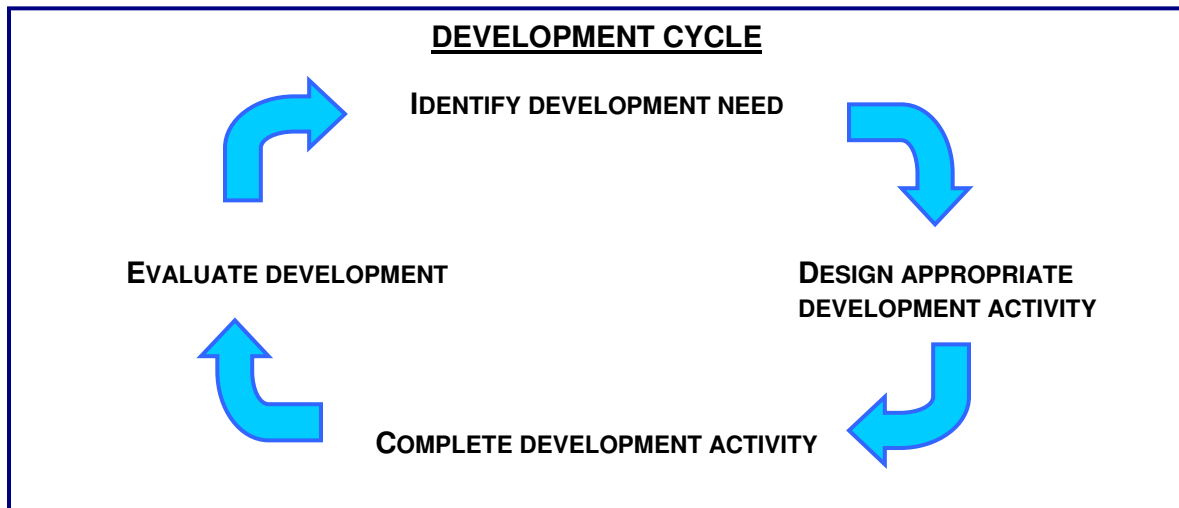 DEVELOPMENT CYCLE
IDENTIFY DEVELOPMENT NEED
EVALUATE DEVELOPMENT
DESIGN APPROPRIATE
DEVELOPMENT ACTIVITY
COMPLETE DEVELOPMENT ACTIVITY